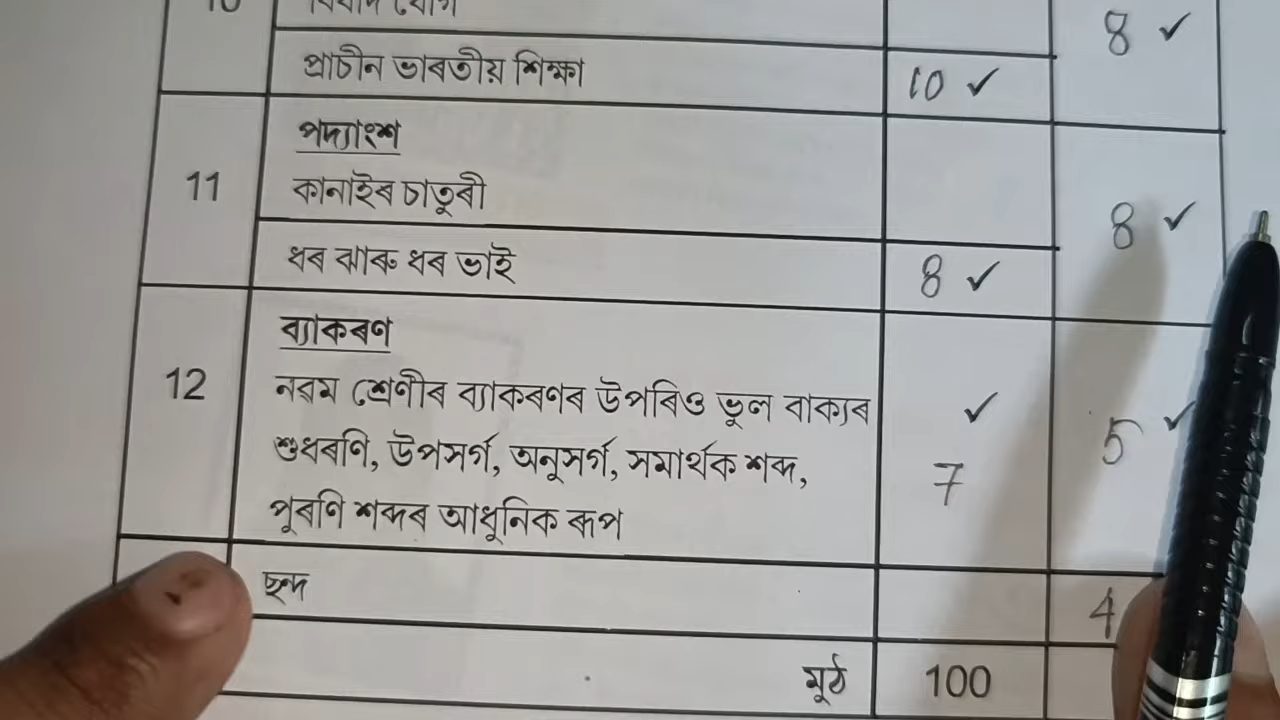 8 ✓
প্ৰাচীন ভাৰতীয় শিক্ষা 10 ✓
পদ্যাংশ
11 কানাইৰ চাতুৰী 8 ✓
ধৰ ঝাৰু ধৰ ভাই 8 ✓
ব্যাকৰণ
12 নৱম শ্ৰেণীৰ ব্যাকৰণৰ উপৰিও ভুল বাক্যৰ ✓
শুধৰণি, উপসৰ্গ, অনুসৰ্গ, সমাৰ্থক শব্দ, 7 5 ✓
পুৰণি শব্দৰ আধুনিক ৰূপ
ছন্দ 4
মুঠ 100